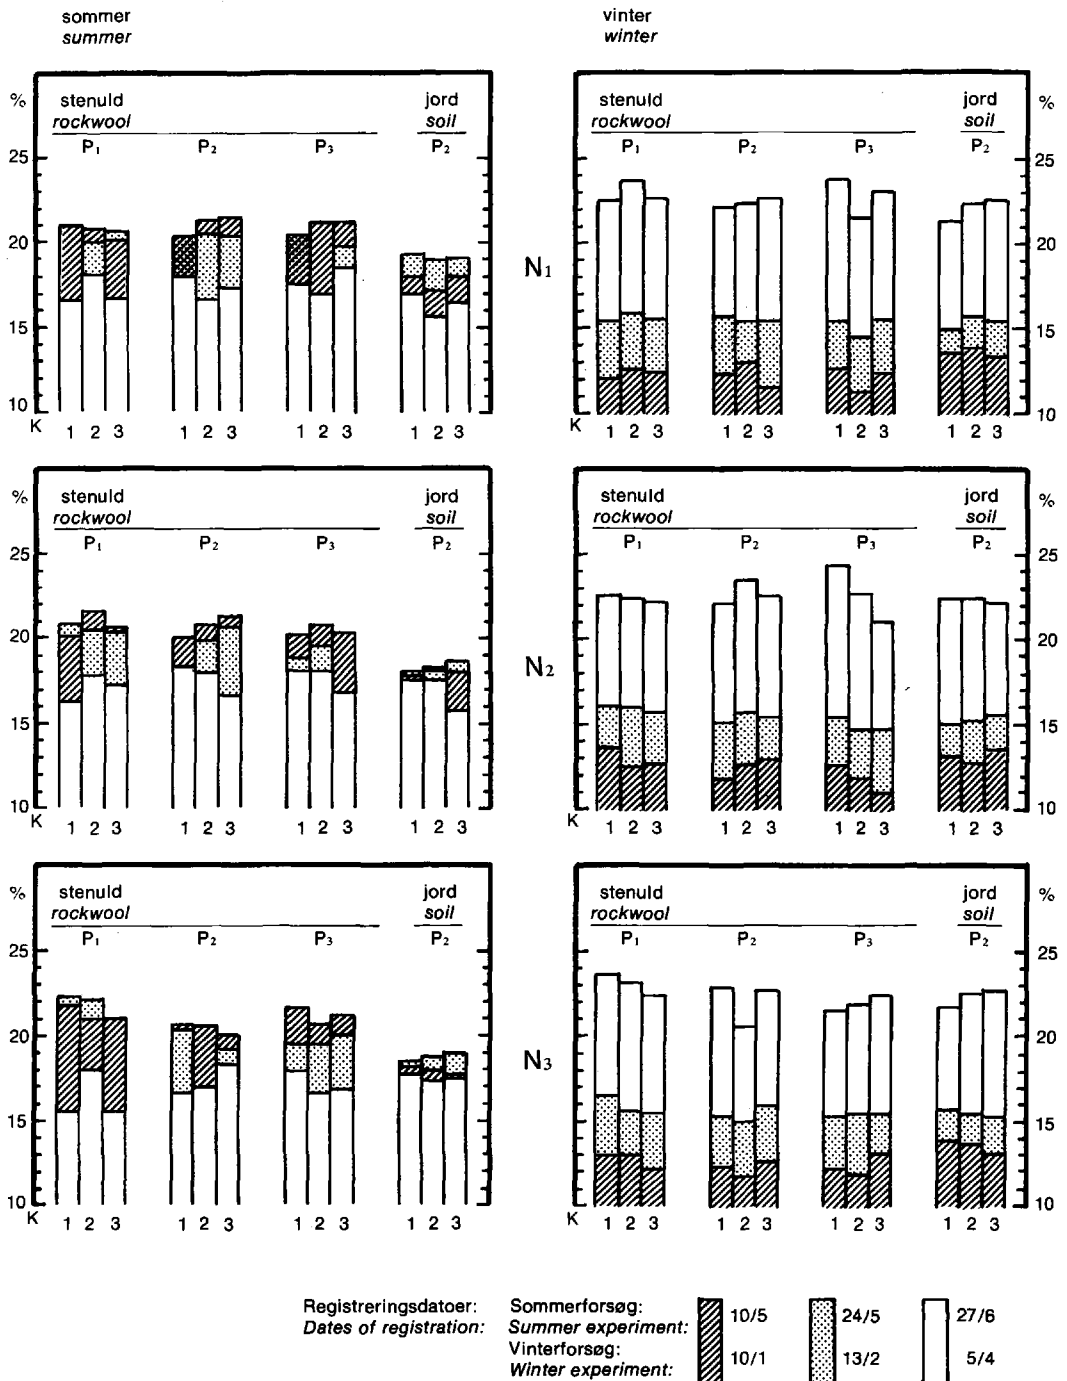 sommer
summer
vinter
winter
%
stenuld
rockwool
jord
soil
P1 P2 P3 P2
25
20
15
10
K 1 2 3 1 2 3 1 2 3 1 2 3
N1
stenuld
rockwool
jord
soil
%
P1 P2 P3 P2
25
20
15
10
K 1 2 3 1 2 3 1 2 3 1 2 3
%
stenuld
rockwool
jord
soil
P1 P2 P3 P2
25
20
15
10
K 1 2 3 1 2 3 1 2 3 1 2 3
N2
stenuld
rockwool
jord
soil
%
P1 P2 P3 P2
25
20
15
10
K 1 2 3 1 2 3 1 2 3 1 2 3
%
stenuld
rockwool
jord
soil
P1 P2 P3 P2
25
20
15
10
K 1 2 3 1 2 3 1 2 3 1 2 3
N3
stenuld
rockwool
jord
soil
%
P1 P2 P3 P2
25
20
15
10
K 1 2 3 1 2 3 1 2 3 1 2 3
Registreringsdatoer: Sommerforsøg:
Dates of registration: Summer experiment: 10/5 24/5 27/6
Vinterforsøg:
Winter experiment: 10/1 13/2 5/4